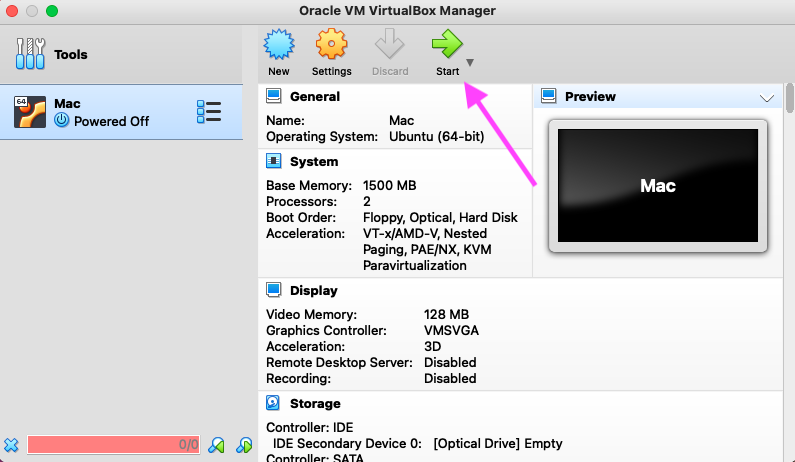 Oracle VM VirtualBox Manager
Tools
New
Settings
Discard
Start
64
Mac
Powered Off
General
Name: Mac
Operating System: Ubuntu (64-bit)
Preview
Mac
System
Base Memory: 1500 MB
Processors: 2
Boot Order: Floppy, Optical, Hard Disk
Acceleration: VT-x/AMD-V, Nested
Paging, PAE/NX, KVM
Paravirtualization
Display
Video Memory: 128 MB
Graphics Controller: VMSVGA
Acceleration: 3D
Remote Desktop Server: Disabled
Recording: Disabled
Storage
Controller: IDE
IDE Secondary Device 0: [Optical Drive] Empty
Controller: SATA
0/0